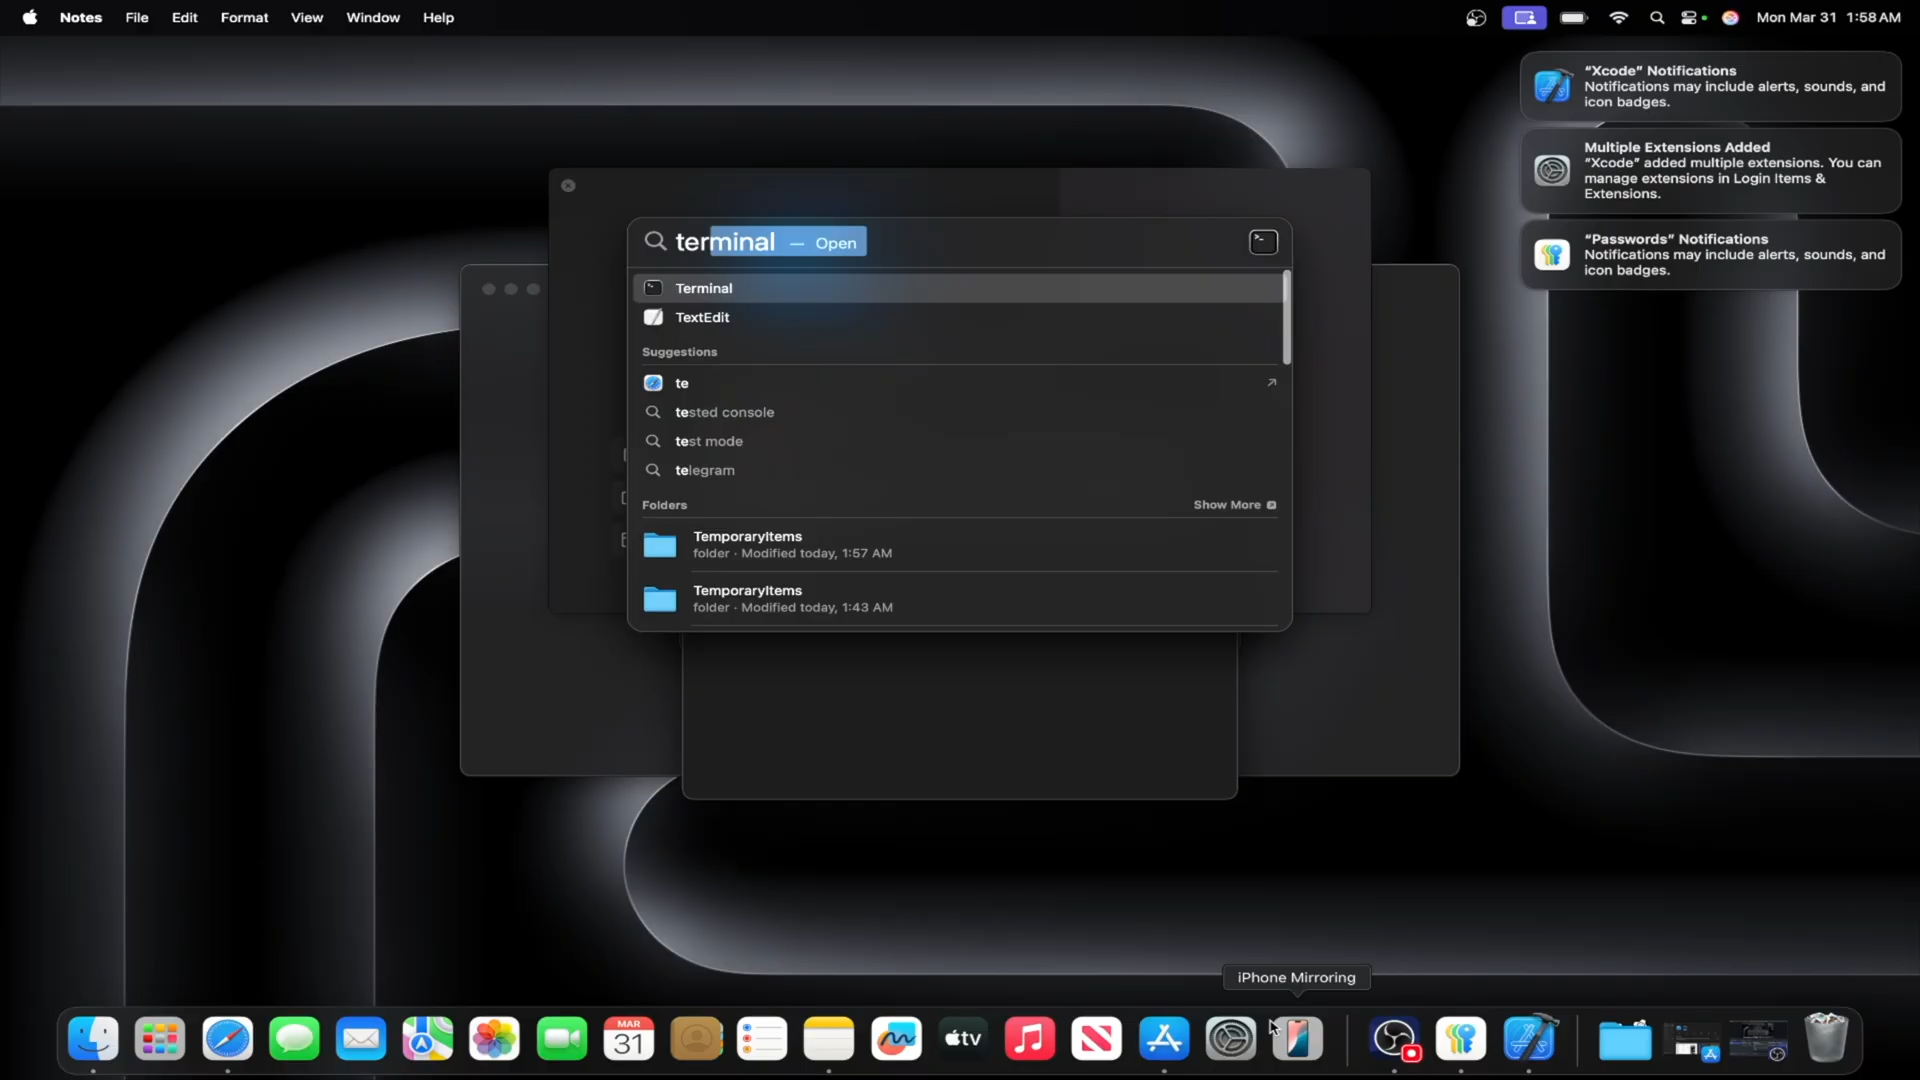 Notes File Edit Format View Window Help
Mon Mar 31 1:58 AM
"Xcode" Notifications
Notifications may include alerts, sounds, and
icon badges.
Multiple Extensions Added
"Xcode" added multiple extensions. You can
manage extensions in Login Items &
Extensions.
"Passwords" Notifications
Notifications may include alerts, sounds, and
icon badges.
terminal — Open
Terminal
TextEdit
Suggestions
te
tested console
test mode
telegram
Folders
Show More
TemporaryItems
folder · Modified today, 1:57 AM
TemporaryItems
folder · Modified today, 1:43 AM
iPhone Mirroring
MAR
31
tv